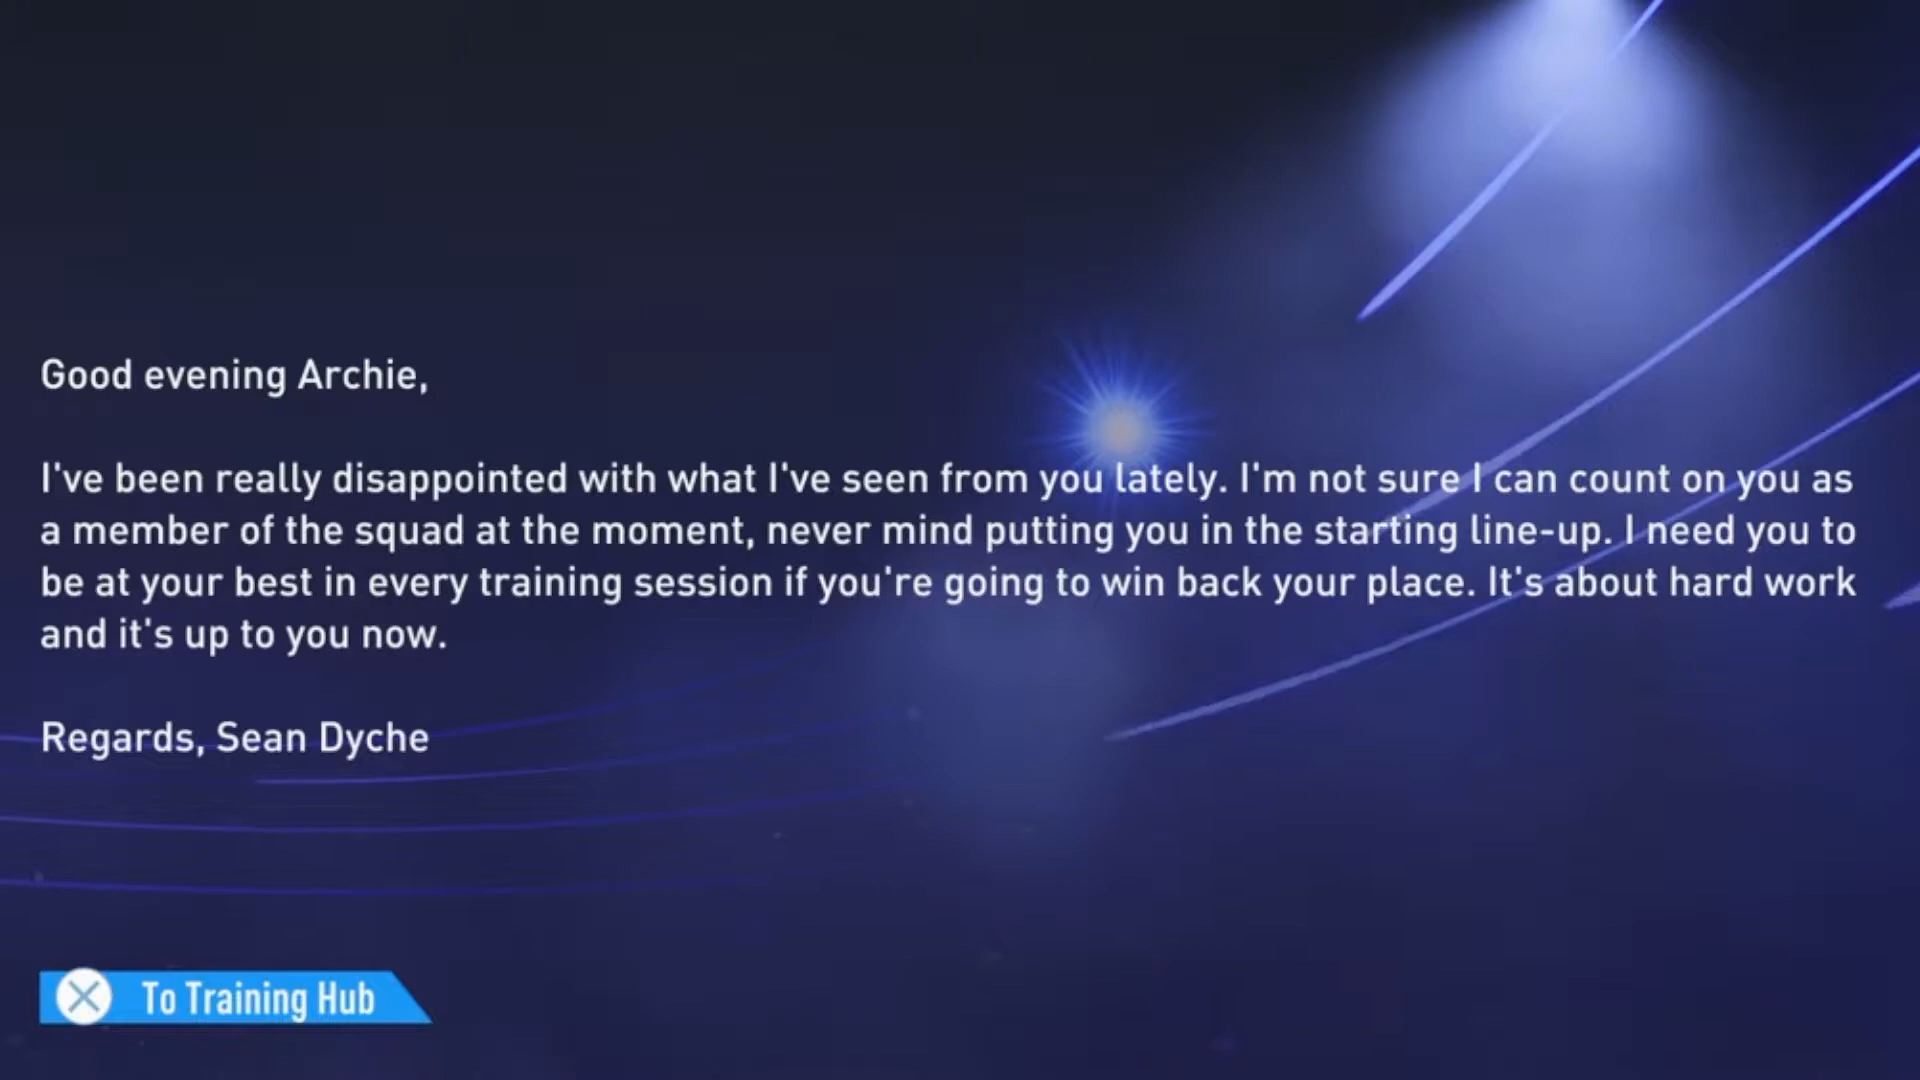 Good evening Archie,
I've been really disappointed with what I've seen from you lately. I'm not sure I can count on you as
a member of the squad at the moment, never mind putting you in the starting line-up. I need you to
be at your best in every training session if you're going to win back your place. It's about hard work
and it's up to you now.
Regards, Sean Dyche
To Training Hub